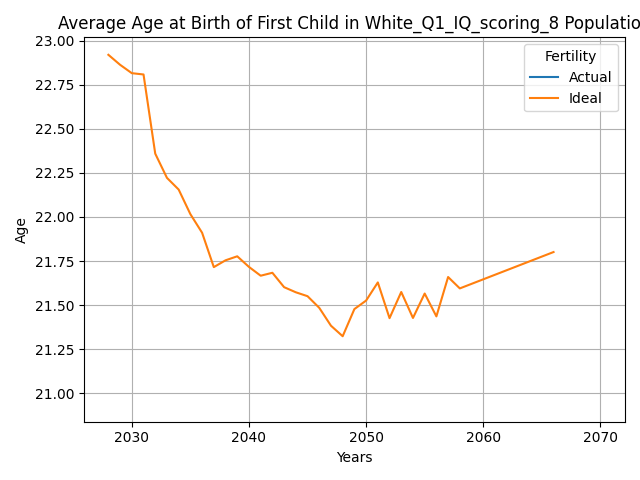 Average Age at Birth of First Child in White_Q1_IQ_scoring_8 Populatio
Fertility
Actual
Ideal
23.00
22.75
22.50
22.25
22.00
21.75
21.50
21.25
21.00
Age
2030 2040 2050 2060 2070
Years